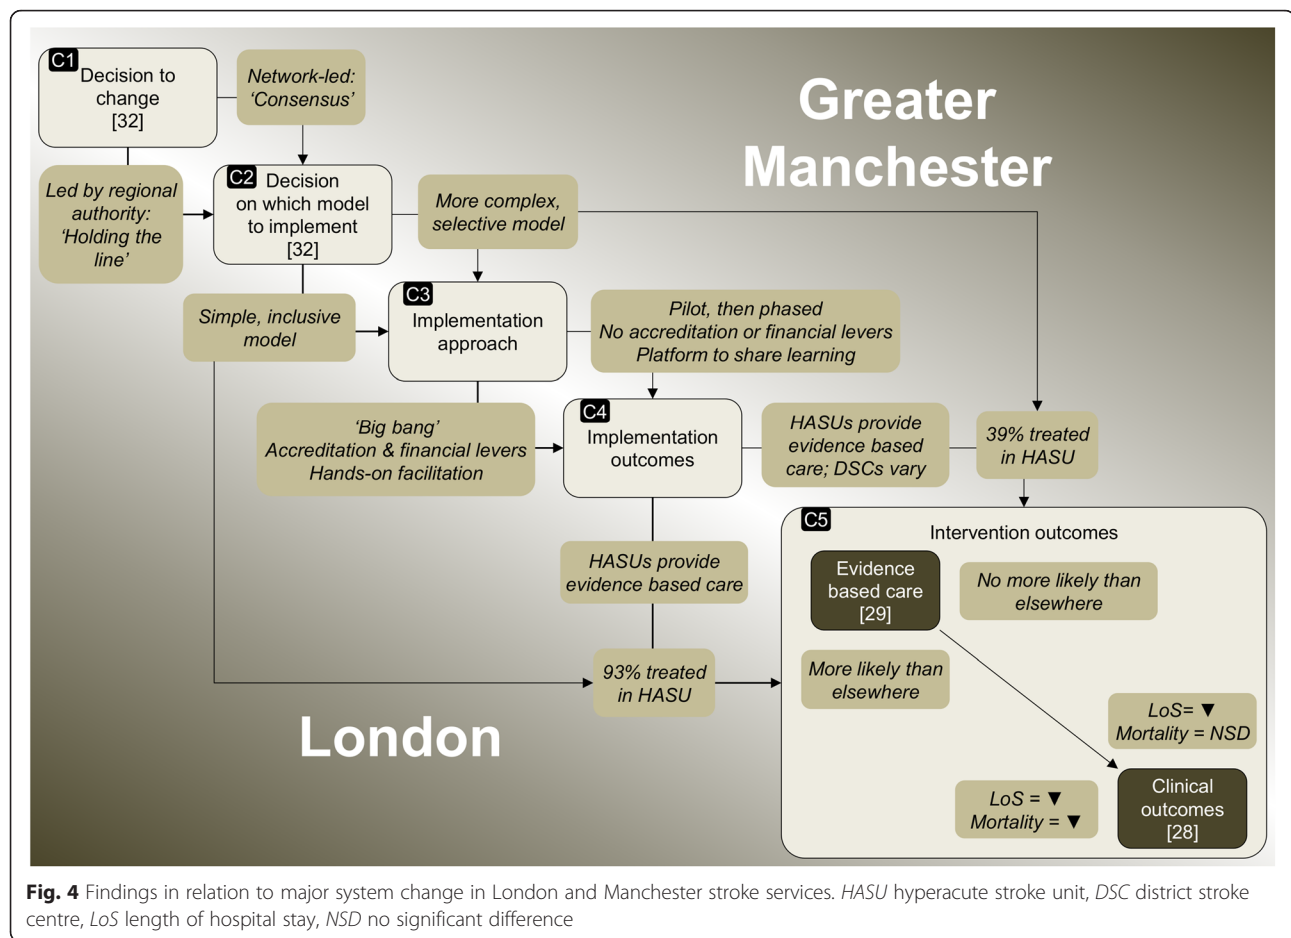 C1
Decision to
change
[32]
Network-led:
‘Consensus’
Greater
Manchester
Led by regional
authority:
‘Holding the
line’
C2
Decision
on which model
to implement
[32]
More complex,
selective model
Simple, inclusive
model
C3
Implementation
approach
Pilot, then phased
No accreditation or financial levers
Platform to share learning
‘Big bang’
Accreditation & financial levers
Hands-on facilitation
C4
Implementation
outcomes
HASUs provide
evidence based
care; DSCs vary
39% treated
in HASU
HASUs provide
evidence based care
93% treated
in HASU
London
C5
Intervention outcomes
Evidence
based care
[29]
No more likely than
elsewhere
More likely than
elsewhere
LoS= ▼
Mortality = NSD
LoS = ▼
Mortality = ▼
Clinical
outcomes
[28]
Fig. 4 Findings in relation to major system change in London and Manchester stroke services. HASU hyperacute stroke unit, DSC district stroke
centre, LoS length of hospital stay, NSD no significant difference